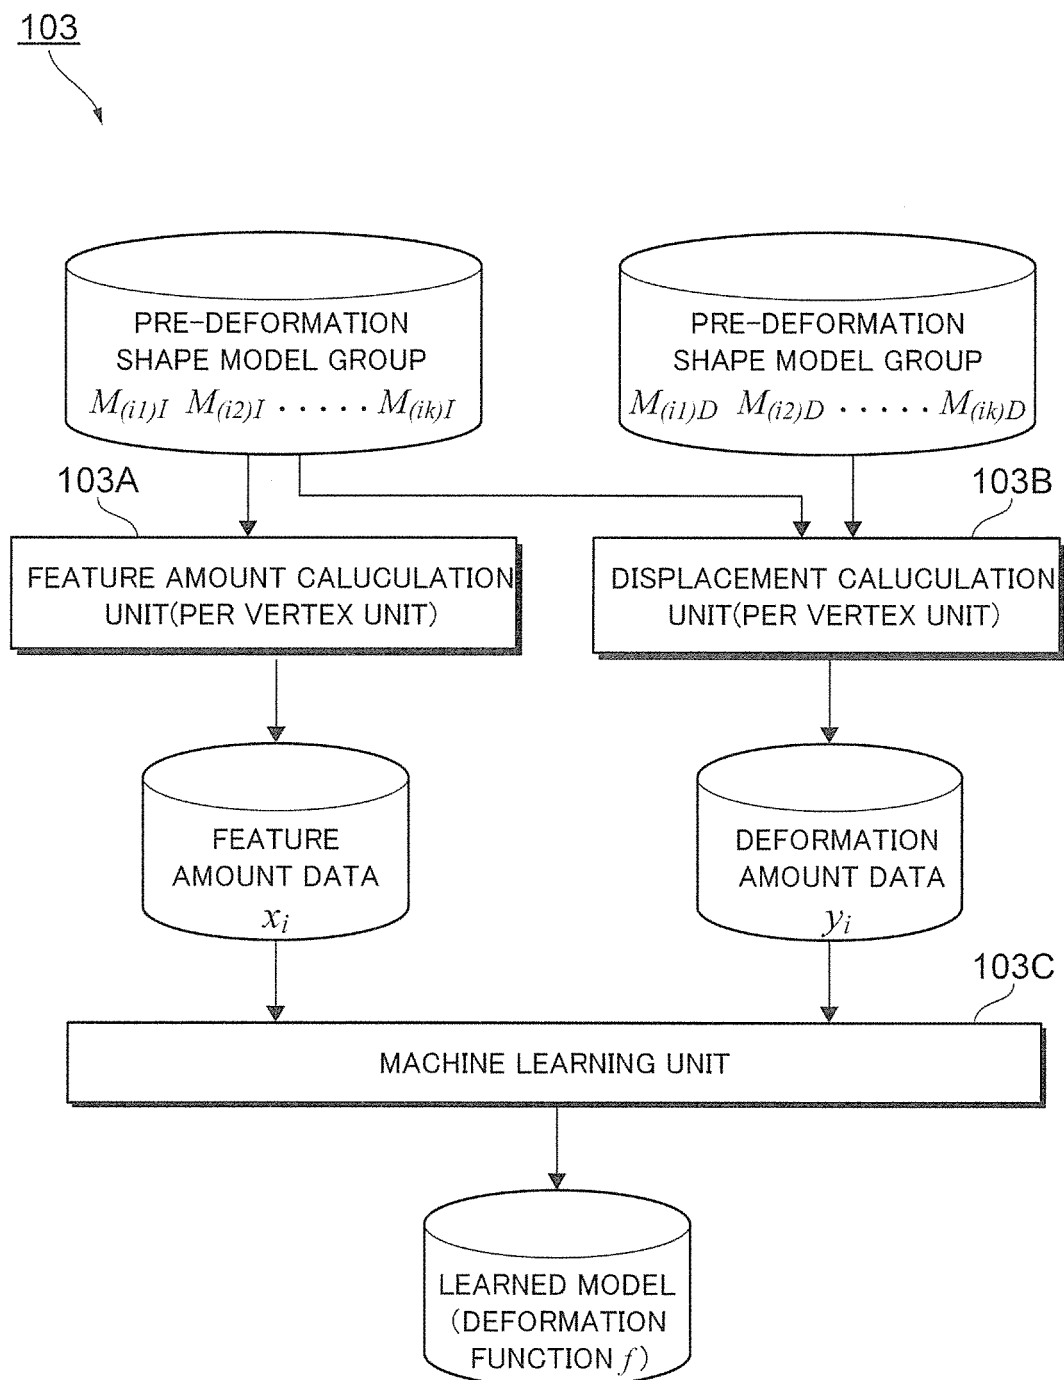 103
PRE-DEFORMATION
SHAPE MODEL GROUP
M(i1)I M(i2)I ····· M(ik)I
PRE-DEFORMATION
SHAPE MODEL GROUP
M(i1)D M(i2)D ····· M(ik)D
103A
103B
FEATURE AMOUNT CALUCULATION
UNIT(PER VERTEX UNIT)
DISPLACEMENT CALUCULATION
UNIT(PER VERTEX UNIT)
FEATURE
AMOUNT DATA
xi
DEFORMATION
AMOUNT DATA
yi
103C
MACHINE LEARNING UNIT
LEARNED MODEL
(DEFORMATION
FUNCTION f)